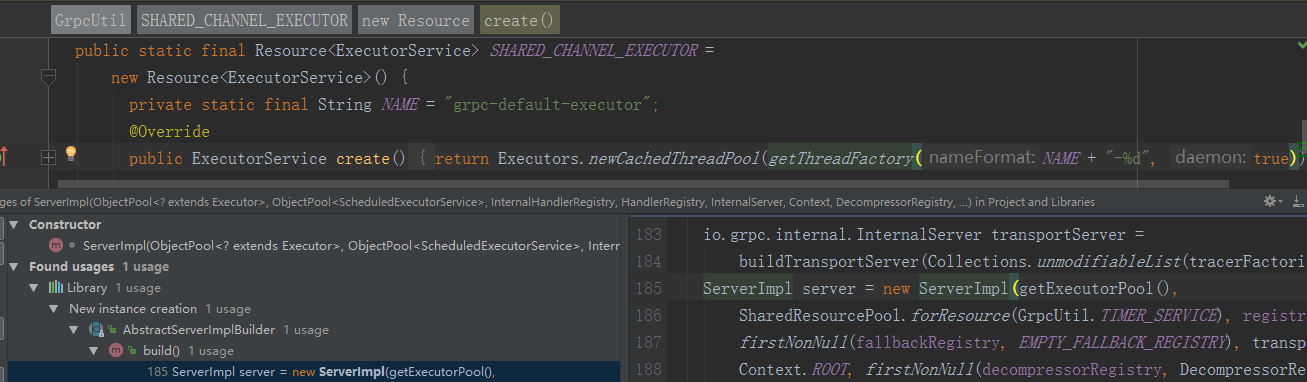 GrpcUtil SHARED_CHANNEL_EXECUTOR new Resource create()
public static final Resource<ExecutorService> SHARED_CHANNEL_EXECUTOR =
new Resource<ExecutorService>() {
private static final String NAME = "grpc-default-executor";
@Override
public ExecutorService create() { return Executors.newCachedThreadPool(getThreadFactory( nameFormat: NAME + "-%d", daemon: true));
ges of ServerImpl(ObjectPool<? extends Executor>, ObjectPool<ScheduledExecutorService>, InternalHandlerRegistry, HandlerRegistry, InternalServer, Context, DecompressorRegistry, ...) in Project and Libraries
Constructor
m ServerImpl(ObjectPool<? extends Executor>, ObjectPool<ScheduledExecutorService>, Intern
Found usages 1 usage
Library 1 usage
New instance creation 1 usage
AbstractServerImplBuilder 1 usage
m build() 1 usage
185 ServerImpl server = new ServerImpl(getExecutorPool(),
183 io.grpc.internal.InternalServer transportServer =
184 buildTransportServer(Collections.unmodifiableList(tracerFactori
185 ServerImpl server = new ServerImpl(getExecutorPool(),
186 SharedResourcePool.forResource(GrpcUtil.TIMER_SERVICE), registr
187 firstNonNull(fallbackRegistry, EMPTY_FALLBACK_REGISTRY), transp
188 Context.ROOT, firstNonNull(decompressorRegistry, DecompressorRe